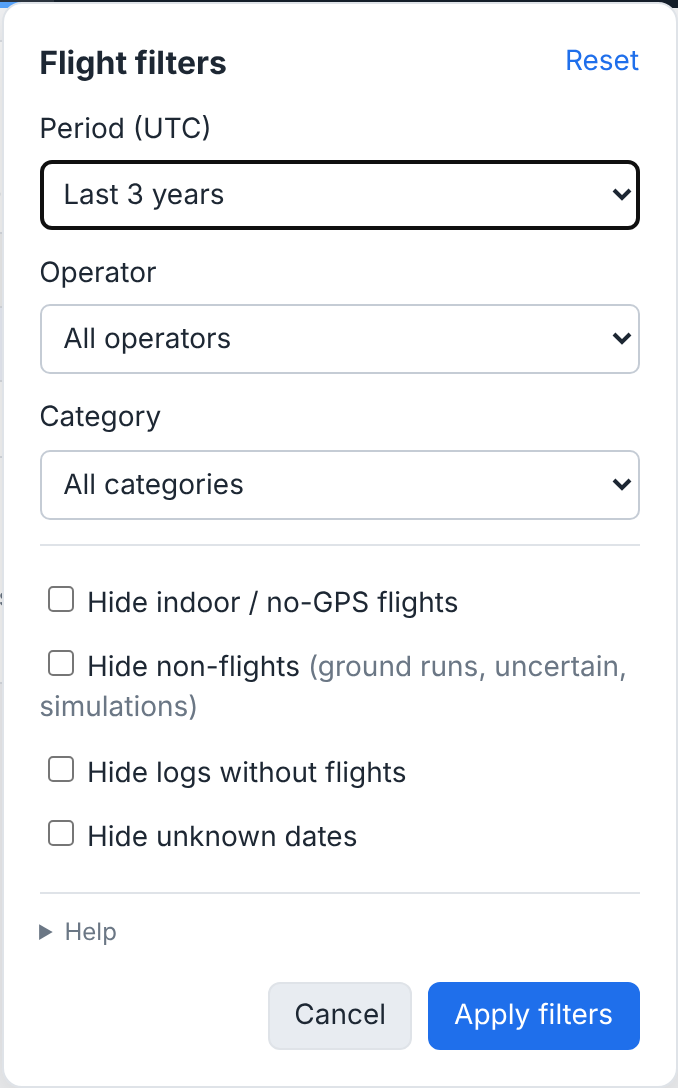 Flight filters
Reset
Period (UTC)
Last 3 years
Operator
All operators
Category
All categories
Hide indoor / no-GPS flights
Hide non-flights (ground runs, uncertain,
simulations)
Hide logs without flights
Hide unknown dates
Help
Cancel
Apply filters